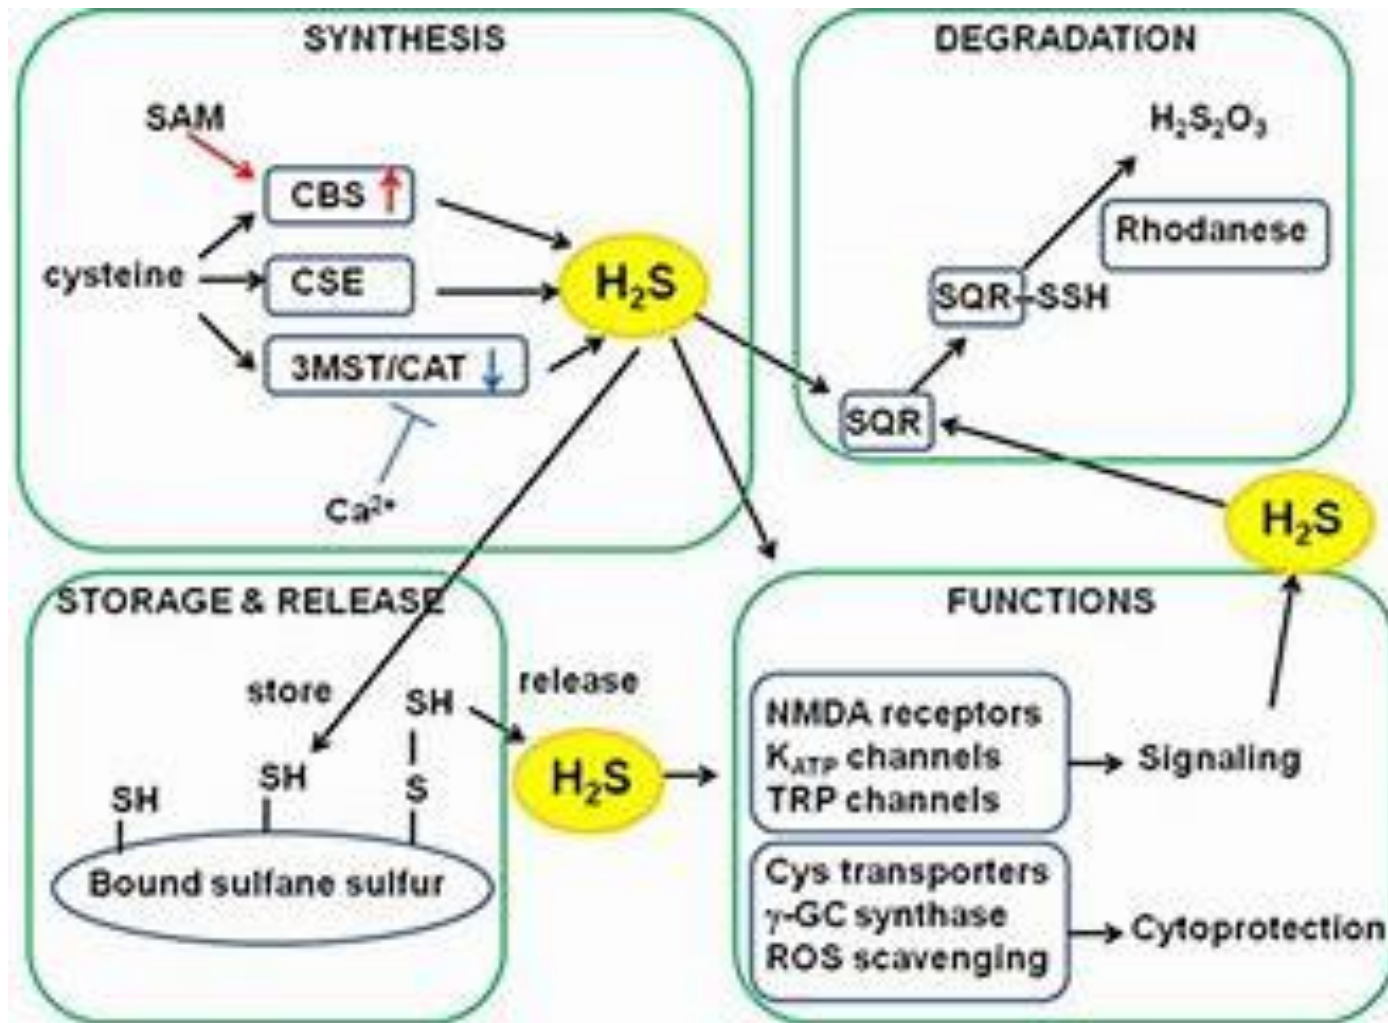 SYNTHESIS
SAM
CBS
cysteine
CSE
3MST/CAT
Ca²⁺
H₂S
DEGRADATION
H₂S₂O₃
Rhodanese
SQR–SSH
SQR
H₂S
STORAGE & RELEASE
store
release
SH
SH
SH
S
Bound sulfane sulfur
H₂S
FUNCTIONS
NMDA receptors
K_ATP channels
TRP channels
Signaling
Cys transporters
γ-GC synthase
ROS scavenging
Cytoprotection